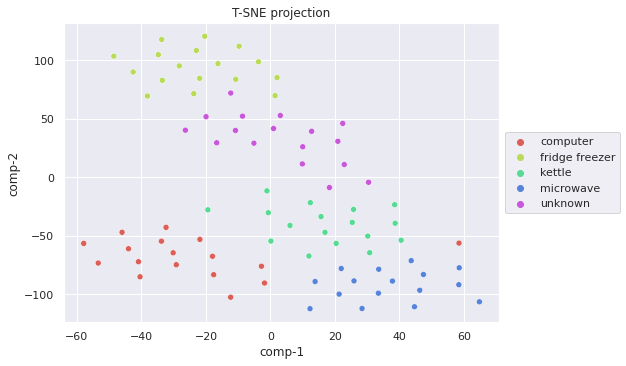 T-SNE projection
comp-2
100
50
0
−50
−100
−60
−40
−20
0
20
40
60
comp-1
computer
fridge freezer
kettle
microwave
unknown